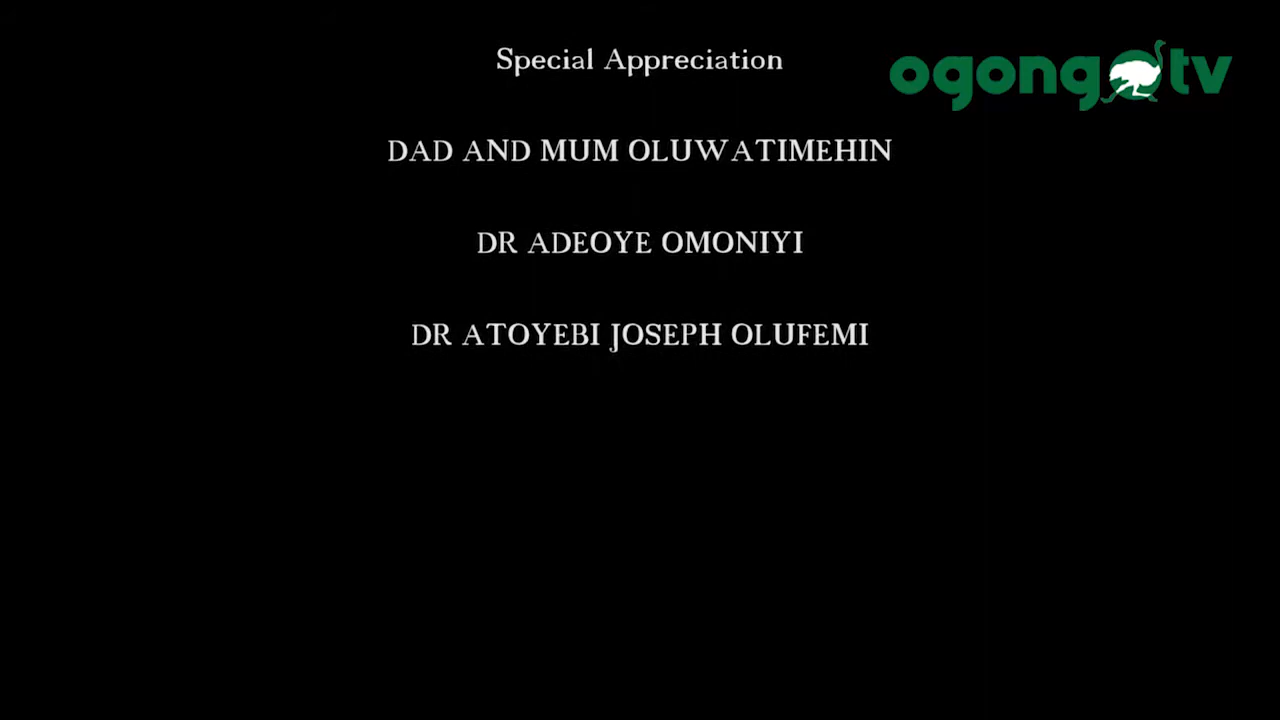 Special Appreciation
ogongotv
DAD AND MUM OLUWATIMEHIN
DR ADEOYE OMONIYI
DR ATOYEBI JOSEPH OLUFEMI